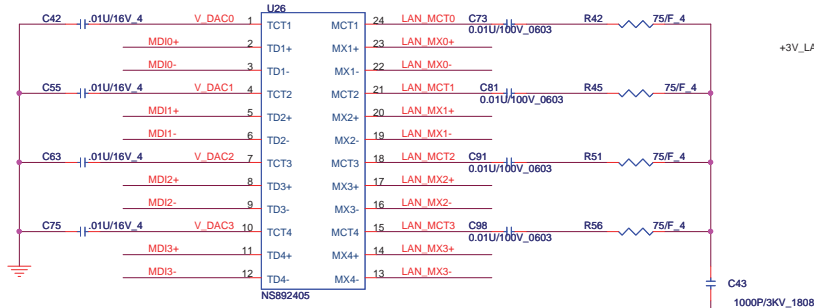 U26
C42 .01U/16V_4 V_DAC0 1 TCT1 MCT1 24 LAN_MCT0 C73 R42 75/F_4
0.01U/100V_0603
MDI0+ 2 TD1+ MX1+ 23 LAN_MX0+
+3V_LA
MDI0- 3 TD1- MX1- 22 LAN_MX0-
C55 .01U/16V_4 V_DAC1 4 TCT2 MCT2 21 LAN_MCT1 C81 R45 75/F_4
0.01U/100V_0603
MDI1+ 5 TD2+ MX2+ 20 LAN_MX1+
MDI1- 6 TD2- MX2- 19 LAN_MX1-
C63 .01U/16V_4 V_DAC2 7 TCT3 MCT3 18 LAN_MCT2 C91 R51 75/F_4
0.01U/100V_0603
MDI2+ 8 TD3+ MX3+ 17 LAN_MX2+
MDI2- 9 TD3- MX3- 16 LAN_MX2-
C75 .01U/16V_4 V_DAC3 10 TCT4 MCT4 15 LAN_MCT3 C98 R56 75/F_4
0.01U/100V_0603
MDI3+ 11 TD4+ MX4+ 14 LAN_MX3+
MDI3- 12 TD4- MX4- 13 LAN_MX3-
C43
NS892405
1000P/3KV_1808